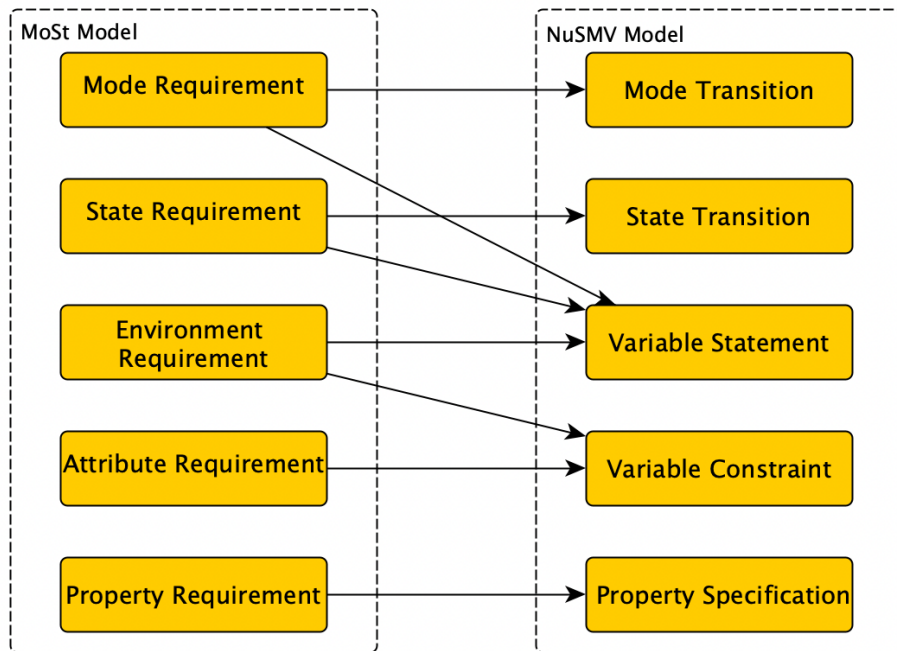 MoSt Model
Mode Requirement
State Requirement
Environment
Requirement
Attribute Requirement
Property Requirement
NuSMV Model
Mode Transition
State Transition
Variable Statement
Variable Constraint
Property Specification